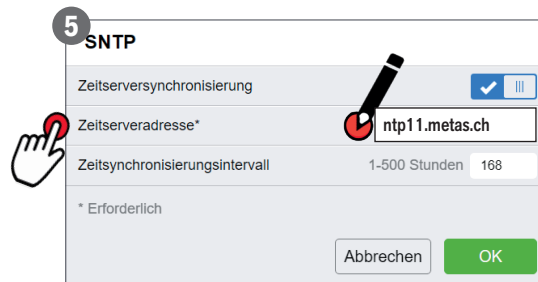 5
SNTP
Zeitserversynchronisierung
Zeitserveradresse* ntp11.metas.ch
Zeitsynchronisierungsintervall 1-500 Stunden 168
* Erforderlich
Abbrechen OK